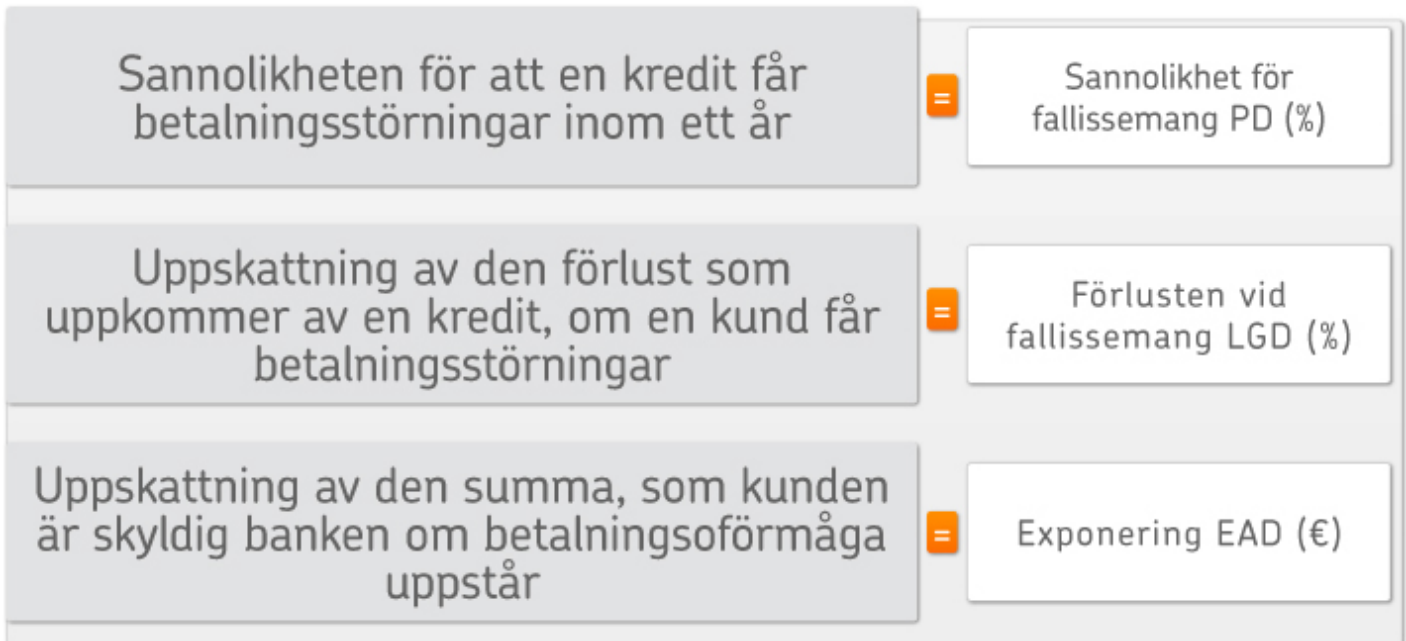 Sannolikheten för att en kredit får
betalningsstörningar inom ett år
=
Sannolikhet för
fallissemang PD (%)
Uppskattning av den förlust som
uppkommer av en kredit, om en kund får
betalningsstörningar
=
Förlusten vid
fallissemang LGD (%)
Uppskattning av den summa, som kunden
är skyldig banken om betalningsoförmåga
uppstår
=
Exponering EAD (€)